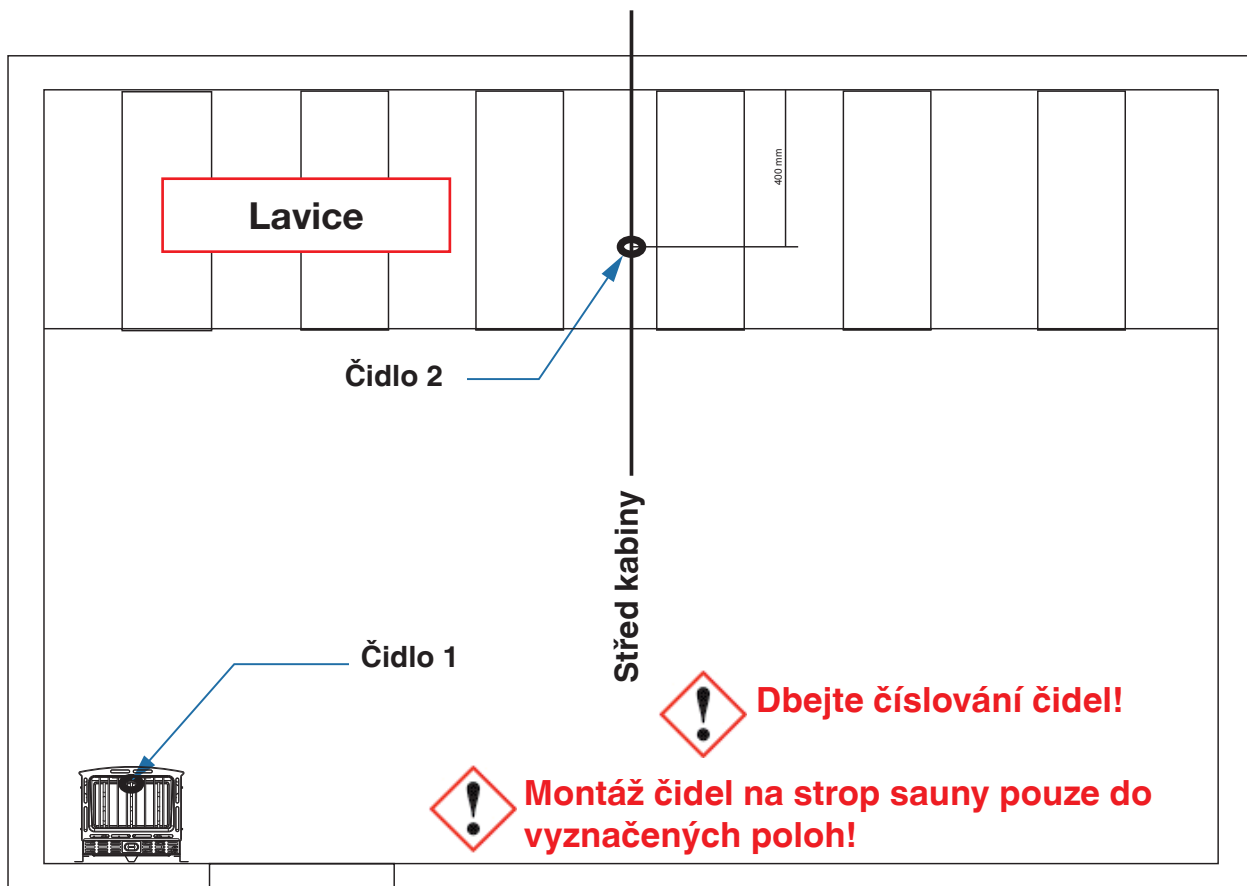 400 mm
Lavice
Čidlo 2
Střed kabiny
Čidlo 1
Dbejte číslování čidel!
Montáž čidel na strop sauny pouze do
vyznačených poloh!